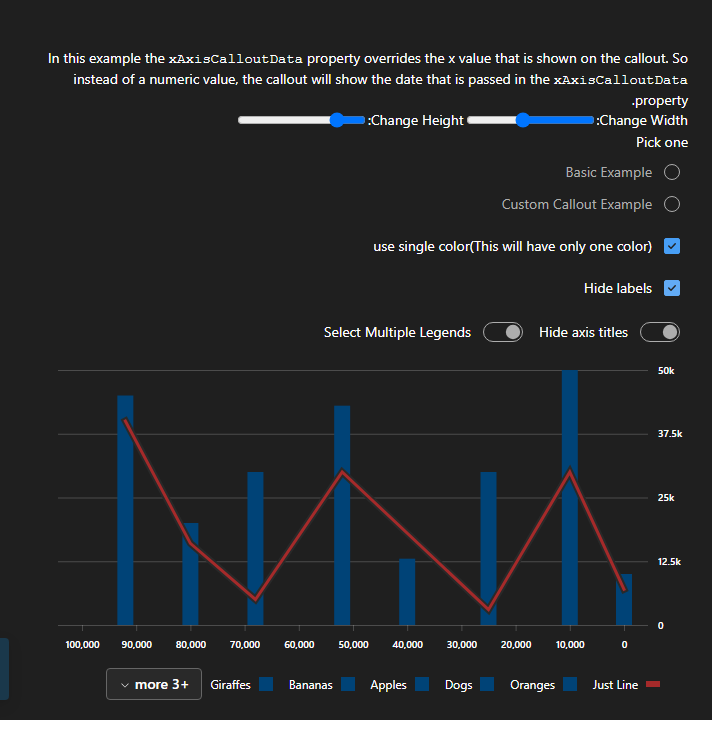 In this example the xAxisCalloutData property overrides the x value that is shown on the callout. So
instead of a numeric value, the callout will show the date that is passed in the xAxisCalloutData
.property
:Change Width :Change Height
Pick one
Basic Example
Custom Callout Example
use single color(This will have only one color)
Hide labels
Hide axis titles Select Multiple Legends
50k
37.5k
25k
12.5k
0
100,000 90,000 80,000 70,000 60,000 50,000 40,000 30,000 20,000 10,000 0
more 3+ Giraffes Bananas Apples Dogs Oranges Just Line